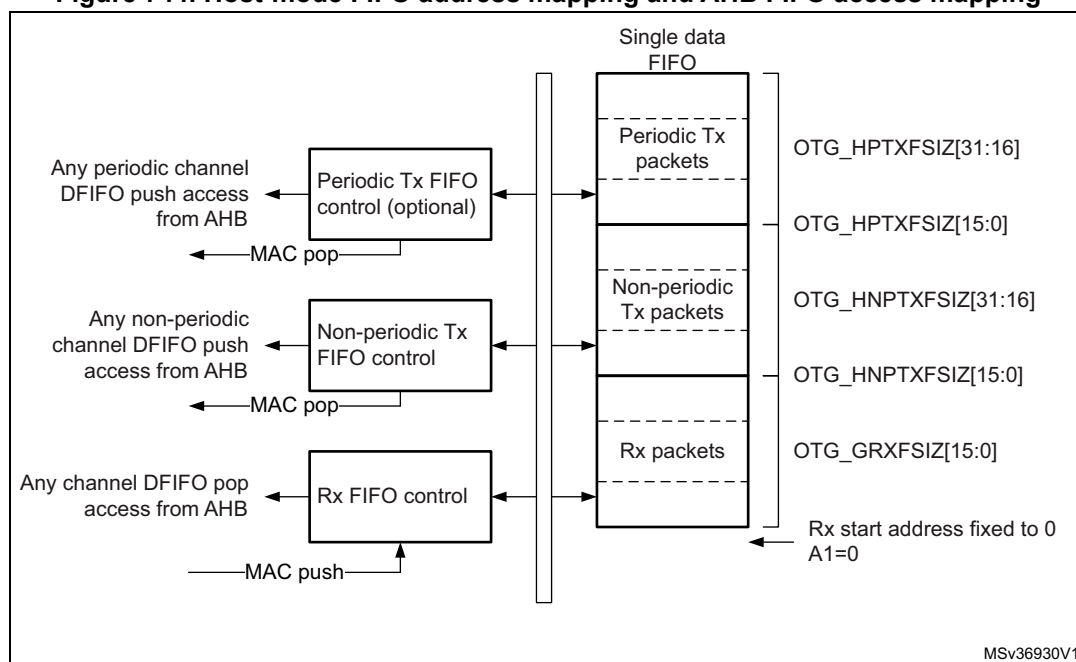 Figure
Host-mode FIFO address mapping and AHB FIFO access mapping
Single data
FIFO
Periodic Tx
packets
OTG_HPTXFSIZ[31:16]
Any periodic channel
DFIFO push access
from AHB
Periodic Tx FIFO
control (optional)
MAC pop
OTG_HPTXFSIZ[15:0]
Non-periodic
Tx packets
OTG_HNPTXFSIZ[31:16]
Any non-periodic
channel DFIFO push
access from AHB
Non-periodic Tx
FIFO control
MAC pop
OTG_HNPTXFSIZ[15:0]
Rx packets
OTG_GRXFSIZ[15:0]
Any channel DFIFO pop
access from AHB
Rx FIFO control
Rx start address fixed to 0
A1=0
MAC push
MSv36930V1